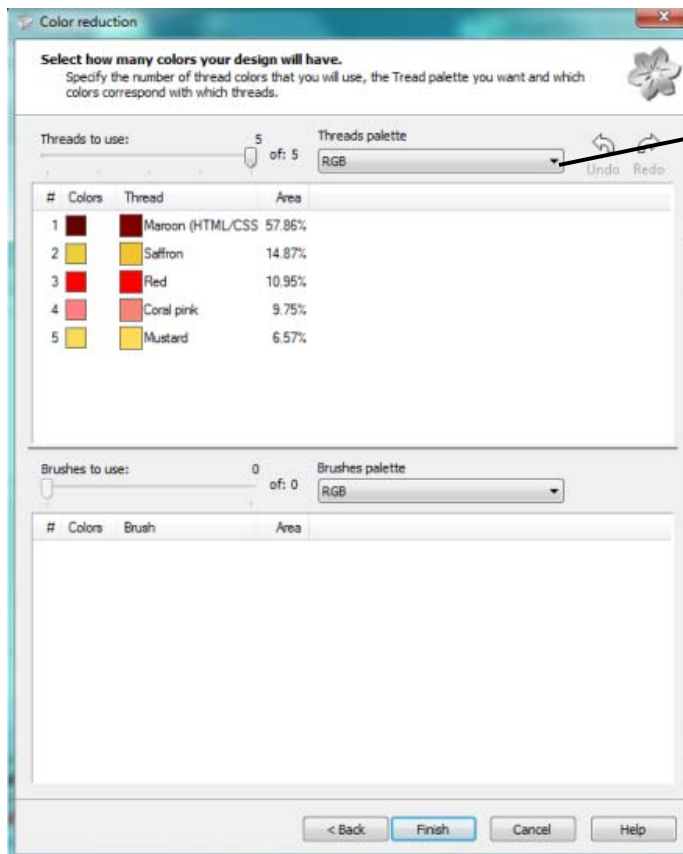 Color reduction
Select how many colors your design will have.
Specify the number of thread colors that you will use, the Tread palette you want and which
colors correspond with which threads.
Threads to use: 5 of: 5 Threads palette
RGB Undo Redo
# Colors Thread Area
1 Maroon (HTML/CSS 57.86%
2 Saffron 14.87%
3 Red 10.95%
4 Coral pink 9.75%
5 Mustard 6.57%
Brushes to use: 0 of: 0 Brushes palette
RGB
# Colors Brush Area
< Back Finish Cancel Help